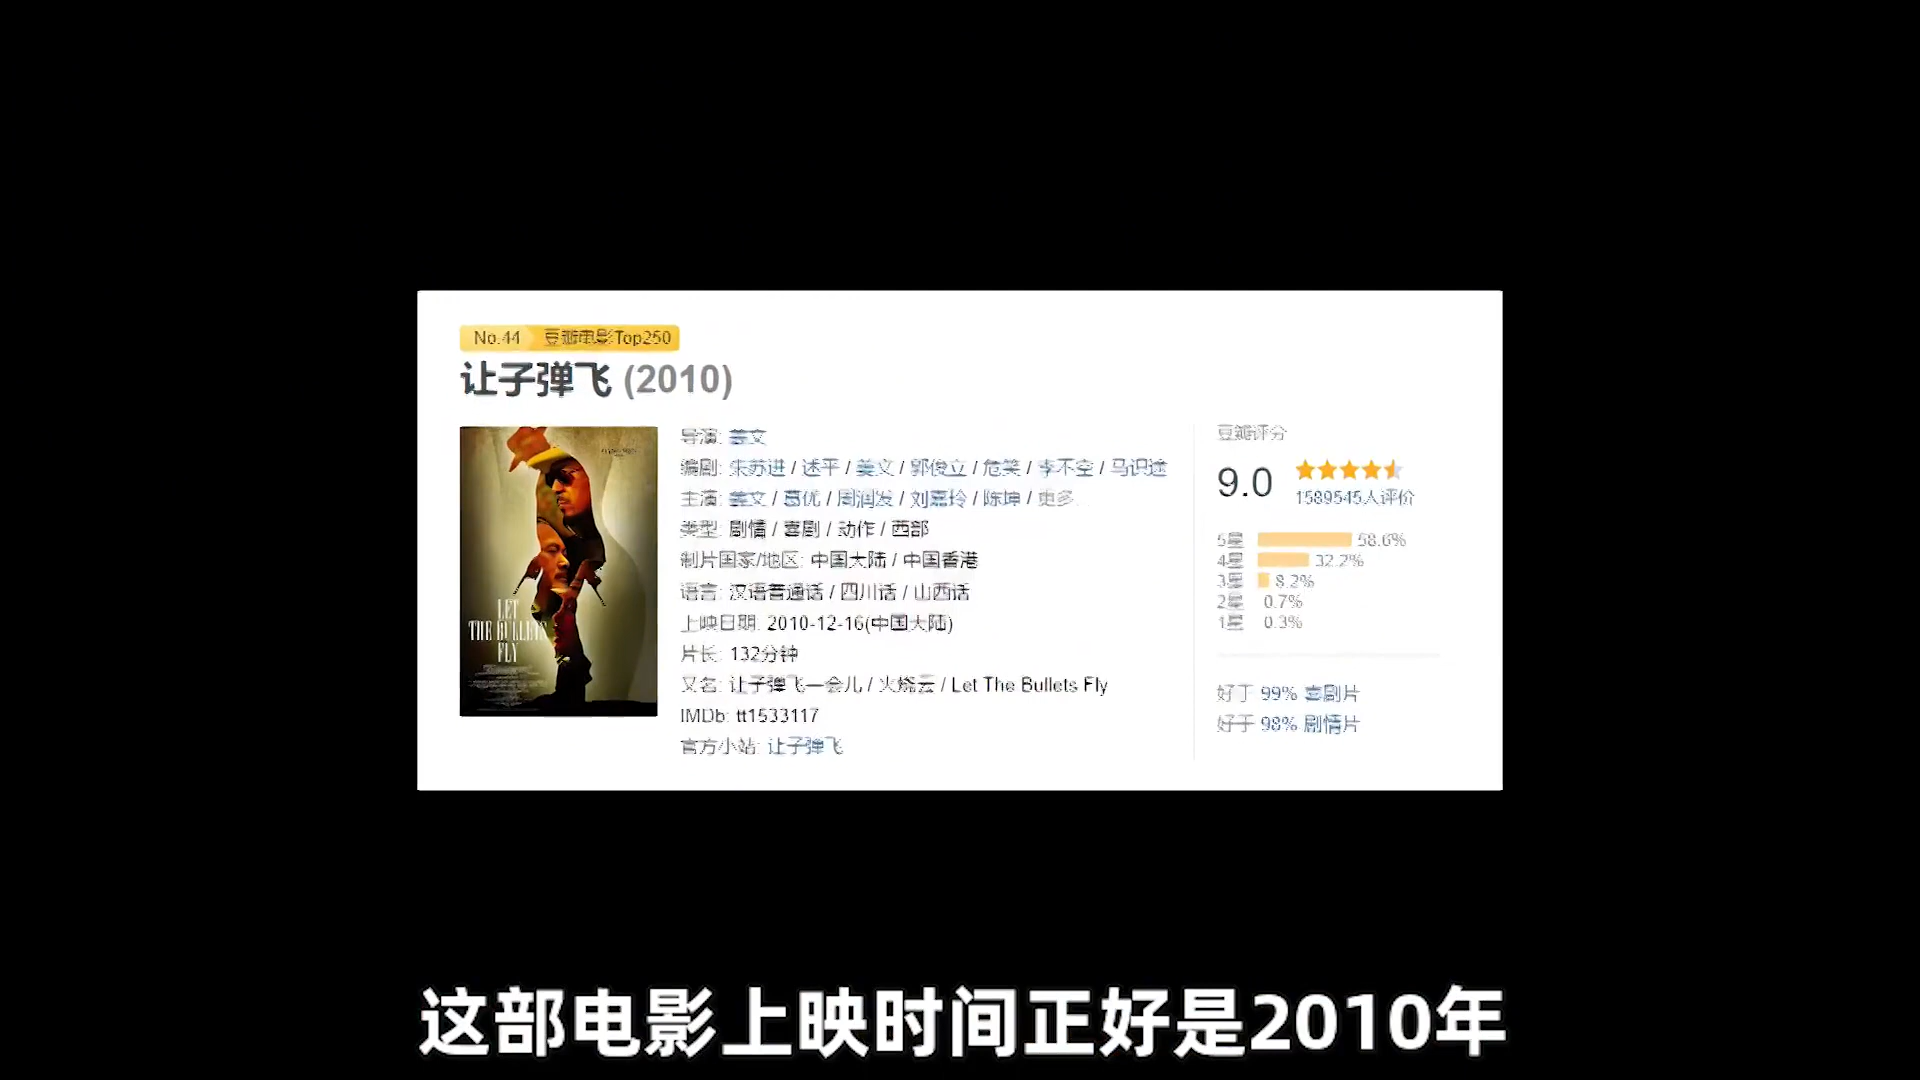 No.44 豆瓣电影Top250
让子弹飞 (2010)
导演: 姜文
编剧: 朱苏进 / 述平 / 姜文 / 郭俊立 / 危笑 / 李不空 / 马识途
主演: 姜文 / 葛优 / 周润发 / 刘嘉玲 / 陈坤 / 更多
类型: 剧情 / 喜剧 / 动作 / 西部
制片国家/地区: 中国大陆 / 中国香港
语言: 汉语普通话 / 四川话 / 山西话
上映日期: 2010-12-16(中国大陆)
片长: 132分钟
又名: 让子弹飞一会儿 / 火烧云 / Let The Bullets Fly
IMDb: tt1533117
官方小站: 让子弹飞
LET
THE BULLETS
FLY
豆瓣评分
9.0
1589545人评价
5星 58.6%
4星 32.2%
3星 8.2%
2星 0.7%
1星 0.3%
好于 99% 喜剧片
好于 98% 剧情片
这部电影上映时间正好是2010年